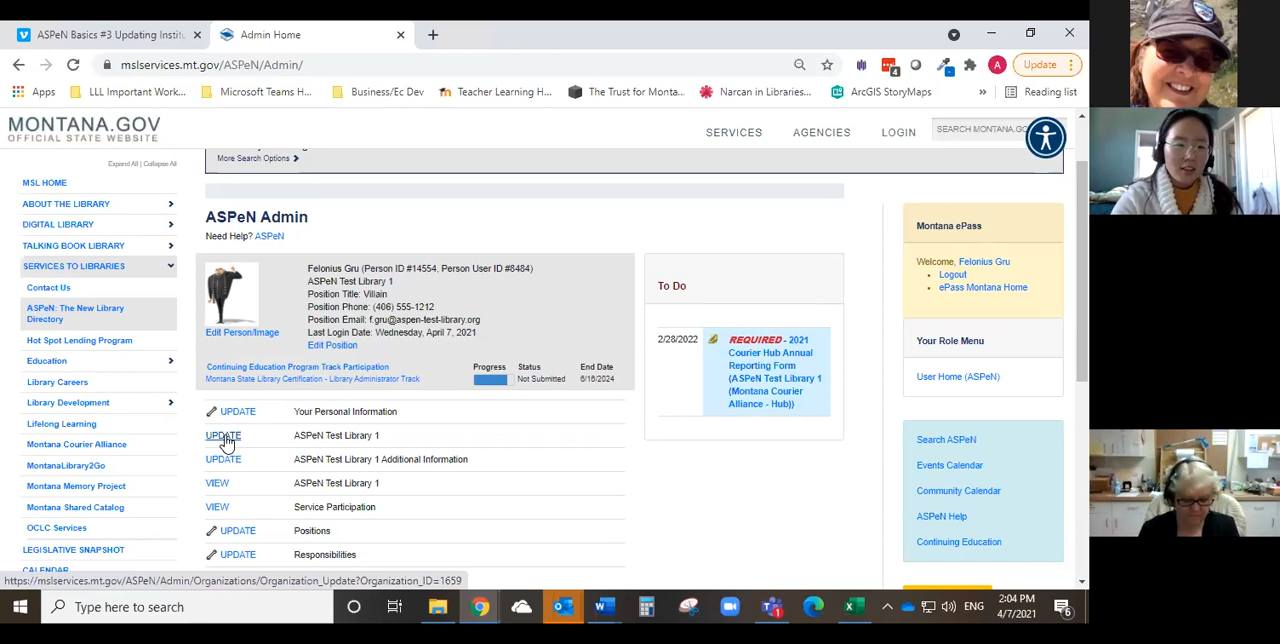 ASPeN Basics #3 Updating Instit
Admin Home
mslservices.mt.gov/ASPeN/Admin/
Update
Apps
LLL Important Work...
Microsoft Teams H...
Business/Ec Dev
Teacher Learning H...
The Trust for Monta...
Narcan in Libraries...
ArcGIS StoryMaps
»
Reading list
MONTANA.GOV
OFFICIAL STATE WEBSITE
SERVICES
AGENCIES
LOGIN
SEARCH MONTANA.GO
Expand All | Collapse All
More Search Options
MSL HOME
ABOUT THE LIBRARY
DIGITAL LIBRARY
TALKING BOOK LIBRARY
SERVICES TO LIBRARIES
Contact Us
ASPeN: The New Library
Directory
Hot Spot Lending Program
Education
Library Careers
Library Development
Lifelong Learning
Montana Courier Alliance
MontanaLibrary2Go
Montana Memory Project
Montana Shared Catalog
OCLC Services
LEGISLATIVE SNAPSHOT
CALENDAR
ASPeN Admin
Need Help? ASPeN
Felonius Gru (Person ID #14554, Person User ID #8484)
ASPeN Test Library 1
Position Title: Villain
Position Phone: (406) 555-1212
Position Email: f.gru@aspen-test-library.org
Last Login Date: Wednesday, April 7, 2021
Edit Person/Image
Edit Position
Continuing Education Program Track Participation
Progress
Status
End Date
Montana State Library Certification - Library Administrator Track
Not Submitted
6/16/2024
UPDATE
Your Personal Information
UPDATE
ASPeN Test Library 1
UPDATE
ASPeN Test Library 1 Additional Information
VIEW
ASPeN Test Library 1
VIEW
Service Participation
UPDATE
Positions
UPDATE
Responsibilities
To Do
2/28/2022
REQUIRED - 2021
Courier Hub Annual
Reporting Form
(ASPeN Test Library 1
(Montana Courier
Alliance - Hub))
Montana ePass
Welcome, Felonius Gru
Logout
ePass Montana Home
Your Role Menu
User Home (ASPeN)
Search ASPeN
Events Calendar
Community Calendar
ASPeN Help
Continuing Education
https://mslservices.mt.gov/ASPeN/Admin/Organizations/Organization_Update?Organization_ID=1659
Type here to search
ENG
2:04 PM
4/7/2021